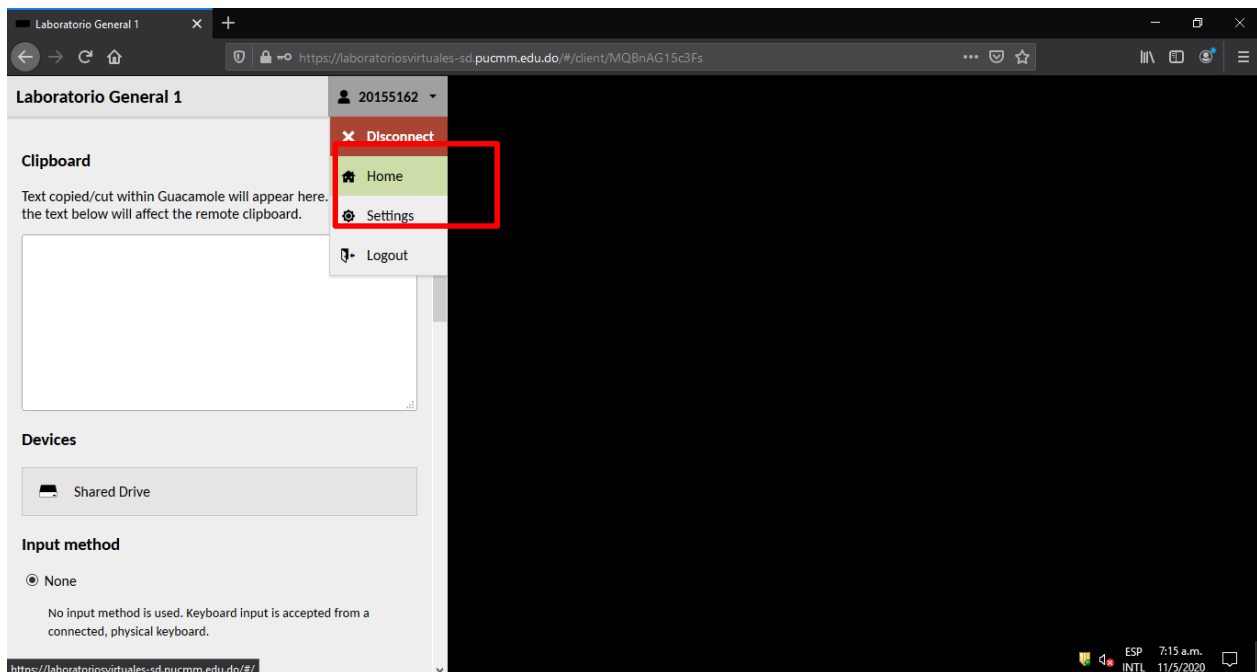 Laboratorio General 1
https://laboratoriosvirtuales-sd.pucmm.edu.do/#/client/MQBnAG15c3Fs
Laboratorio General 1
20155162
Disconnect
Home
Settings
Logout
Clipboard
Text copied/cut within Guacamole will appear here.
the text below will affect the remote clipboard.
Devices
Shared Drive
Input method
None
No input method is used. Keyboard input is accepted from a
connected, physical keyboard.
https://laboratoriosvirtuales-sd.pucmm.edu.do/#/
ESP 7:15 a.m.
INTL 11/5/2020